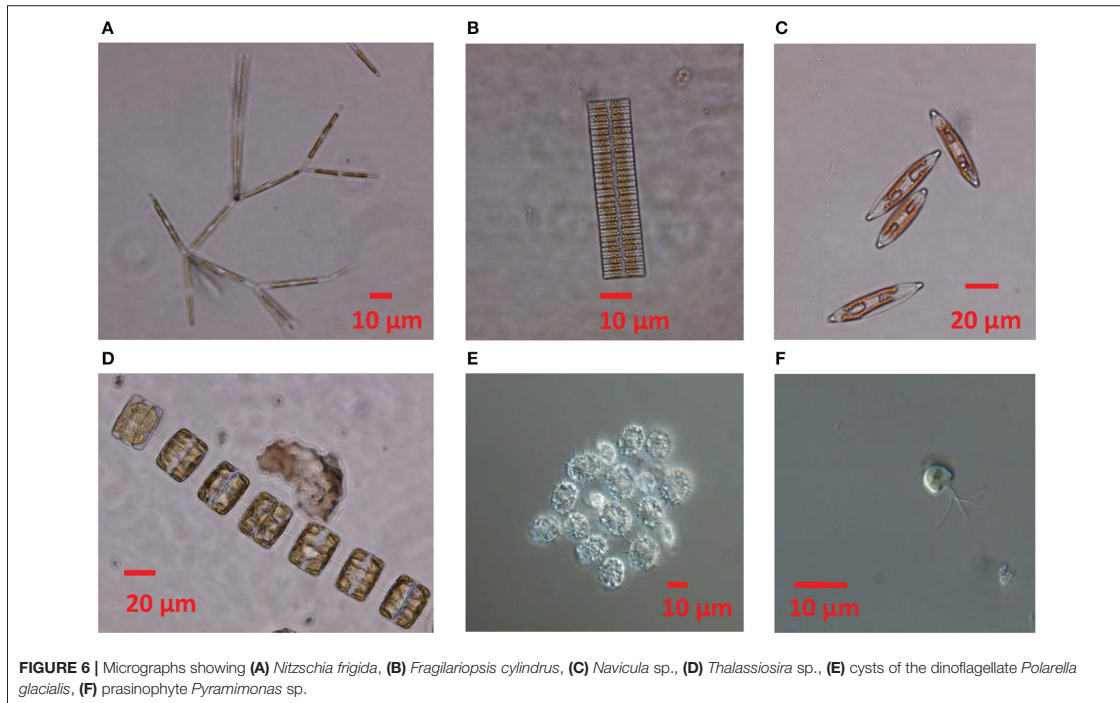 A
B
C
10 µm
10 µm
20 µm
D
E
F
20 µm
10 µm
10 µm
FIGURE 6 | Micrographs showing (A) Nitzschia frigida, (B) Fragilariopsis cylindrus, (C) Navicula sp., (D) Thalassiosira sp., (E) cysts of the dinoflagellate Polarella
glacialis, (F) prasinophyte Pyramimonas sp.